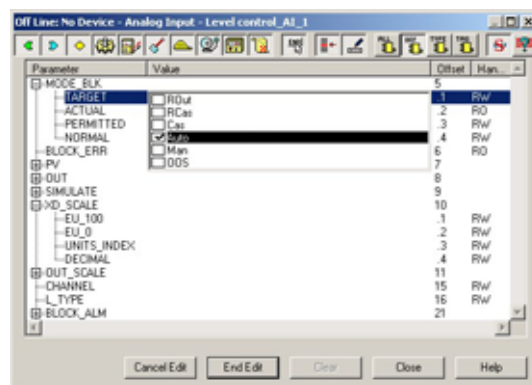 Off Line: No Device - Analog Input - Level control_AI_1
Parameter Value Offset Han...
MODE_BLK 5
TARGET ROut .1 RW
ACTUAL RCas .2 RO
PERMITTED Cas .3 RW
NORMAL Auto .4 RW
BLOCK_ERR Man 6 RO
PV OOS 7
OUT 8
SIMULATE 9
XD_SCALE 10
EU_100 .1 RW
EU_0 .2 RW
UNITS_INDEX .3 RW
DECIMAL .4 RW
OUT_SCALE 11
CHANNEL 15 RW
L_TYPE 16 RW
BLOCK_ALM 21
Cancel Edit End Edit Clear Close Help